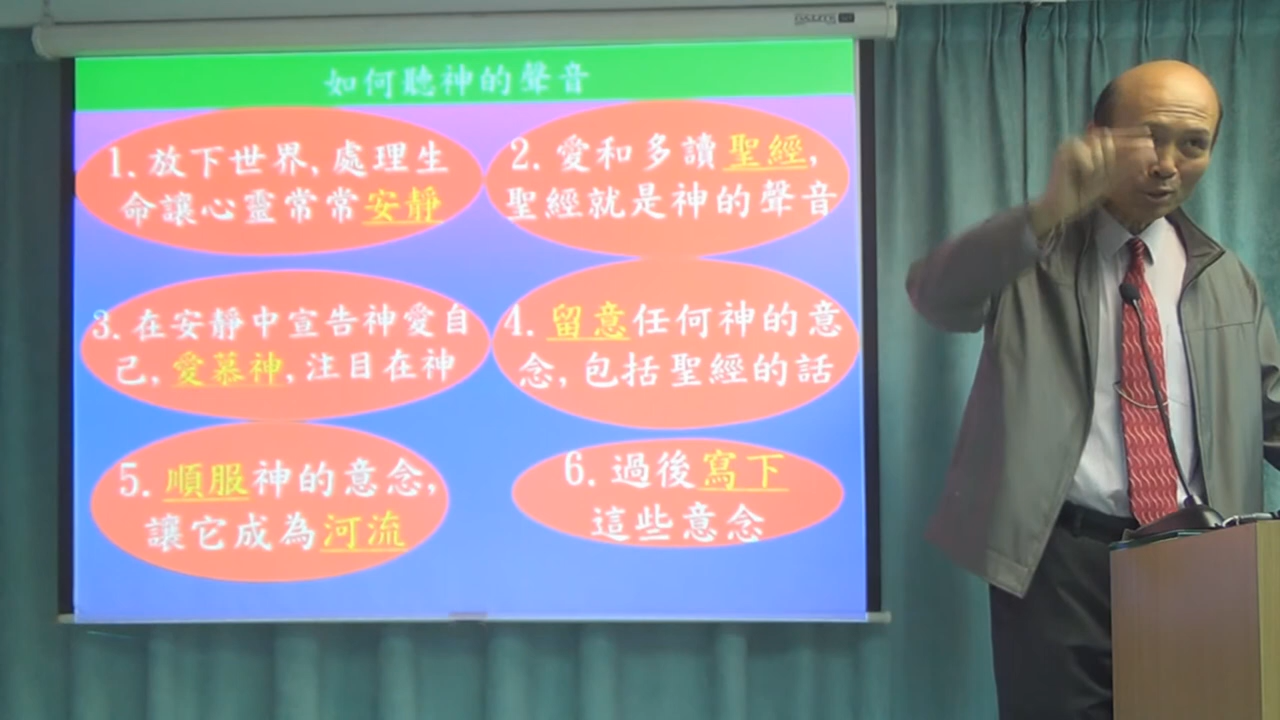 如何聽神的聲音
1. 放下世界, 處理生
命讓心靈常常安靜
2. 愛和多讀聖經,
聖經就是神的聲音
3. 在安靜中宣告神愛自
己, 愛慕神, 注目在神
4. 留意任何神的意
念, 包括聖經的話
5. 順服神的意念,
讓它成為河流
6. 過後寫下
這些意念